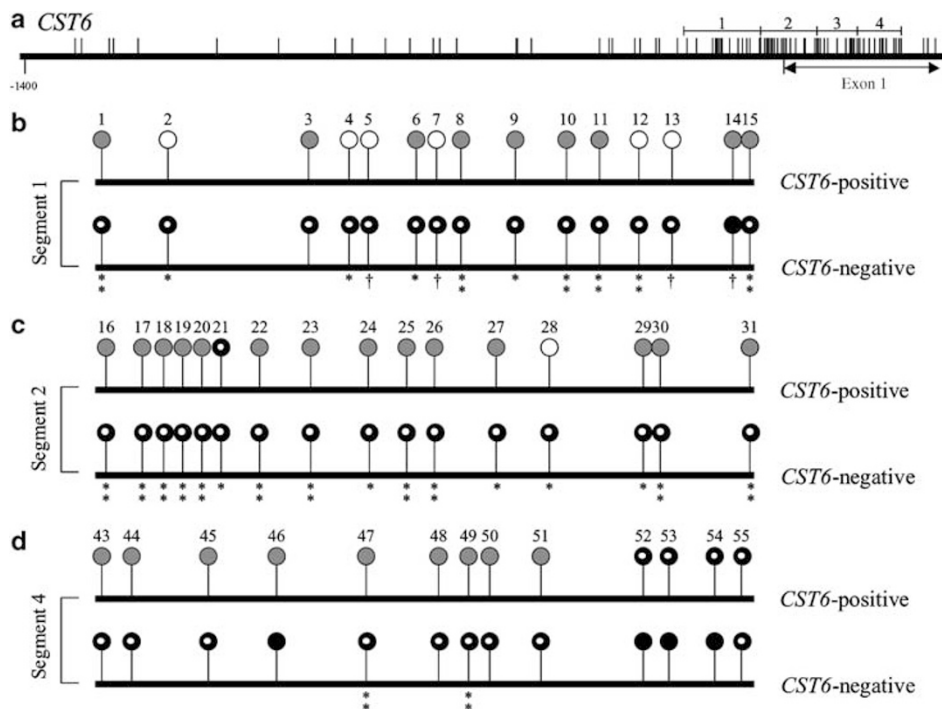 a CST6 1 2 3 4
-1400 Exon 1
b 1 2 3 4 5 6 7 8 9 10 11 12 13 14 15
Segment 1
CST6-positive
CST6-negative
* * * † * † * * * * * † † *
* * * * * *
c 16 17 18 19 20 21 22 23 24 25 26 27 28 29 30 31
Segment 2
CST6-positive
CST6-negative
* * * * * * * * * * * * * * * *
* * * * * * * * * * *
d 43 44 45 46 47 48 49 50 51 52 53 54 55
Segment 4
CST6-positive
CST6-negative
* *
* *